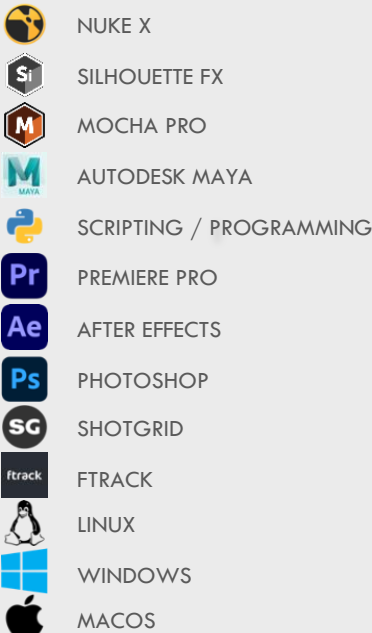 NUKE X
Si SILHOUETTE FX
M MOCHA PRO
M MAYA AUTODESK MAYA
SCRIPTING / PROGRAMMING
Pr PREMIERE PRO
Ae AFTER EFFECTS
Ps PHOTOSHOP
SG SHOTGRID
ftrack FTRACK
LINUX
WINDOWS
MACOS